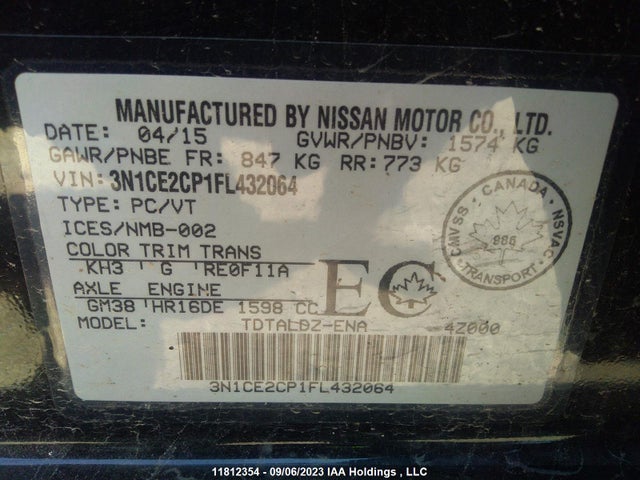 MANUFACTURED BY NISSAN MOTOR CO., LTD.
DATE: 04/15 GVWR/PNBV: 1574 KG
GAWR/PNBE FR: 847 KG RR: 773 KG
VIN: 3N1CE2CP1FL432064
TYPE: PC/VT
ICES/NMB-002
COLOR TRIM TRANS
KH3 G RE0F11A
AXLE ENGINE
GM38 HR16DE 1598 CC
MODEL: TDTALDZ-ENA 4Z000
EC
CANADA
CMVSS NSVAC
TRANSPORT
3N1CE2CP1FL432064
11812354 - 09/06/2023 IAA Holdings , LLC